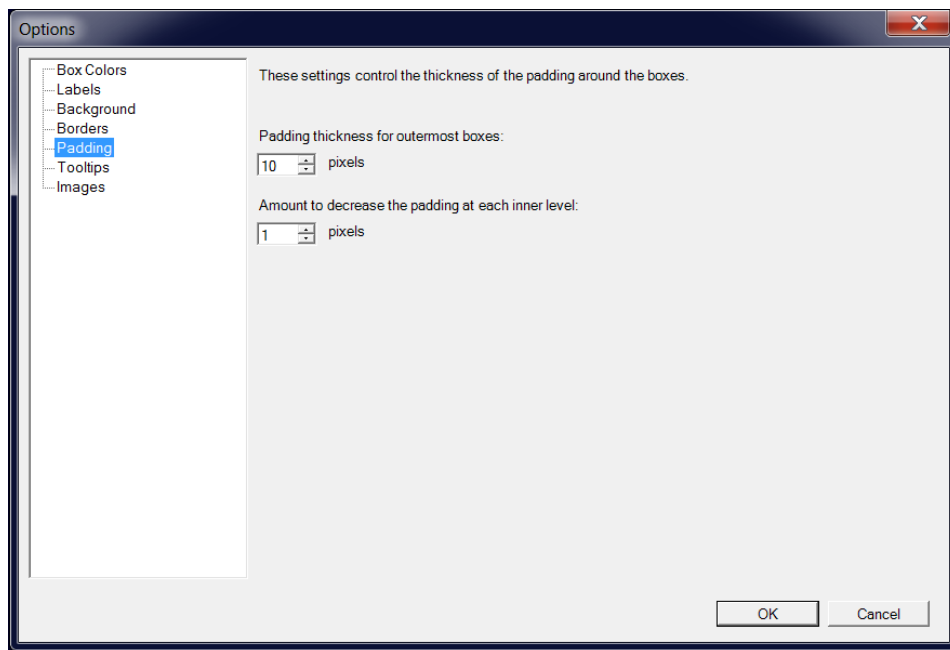 Options
Box Colors
Labels
Background
Borders
Padding
Tooltips
Images
These settings control the thickness of the padding around the boxes.
Padding thickness for outermost boxes:
10 pixels
Amount to decrease the padding at each inner level:
1 pixels
OK Cancel